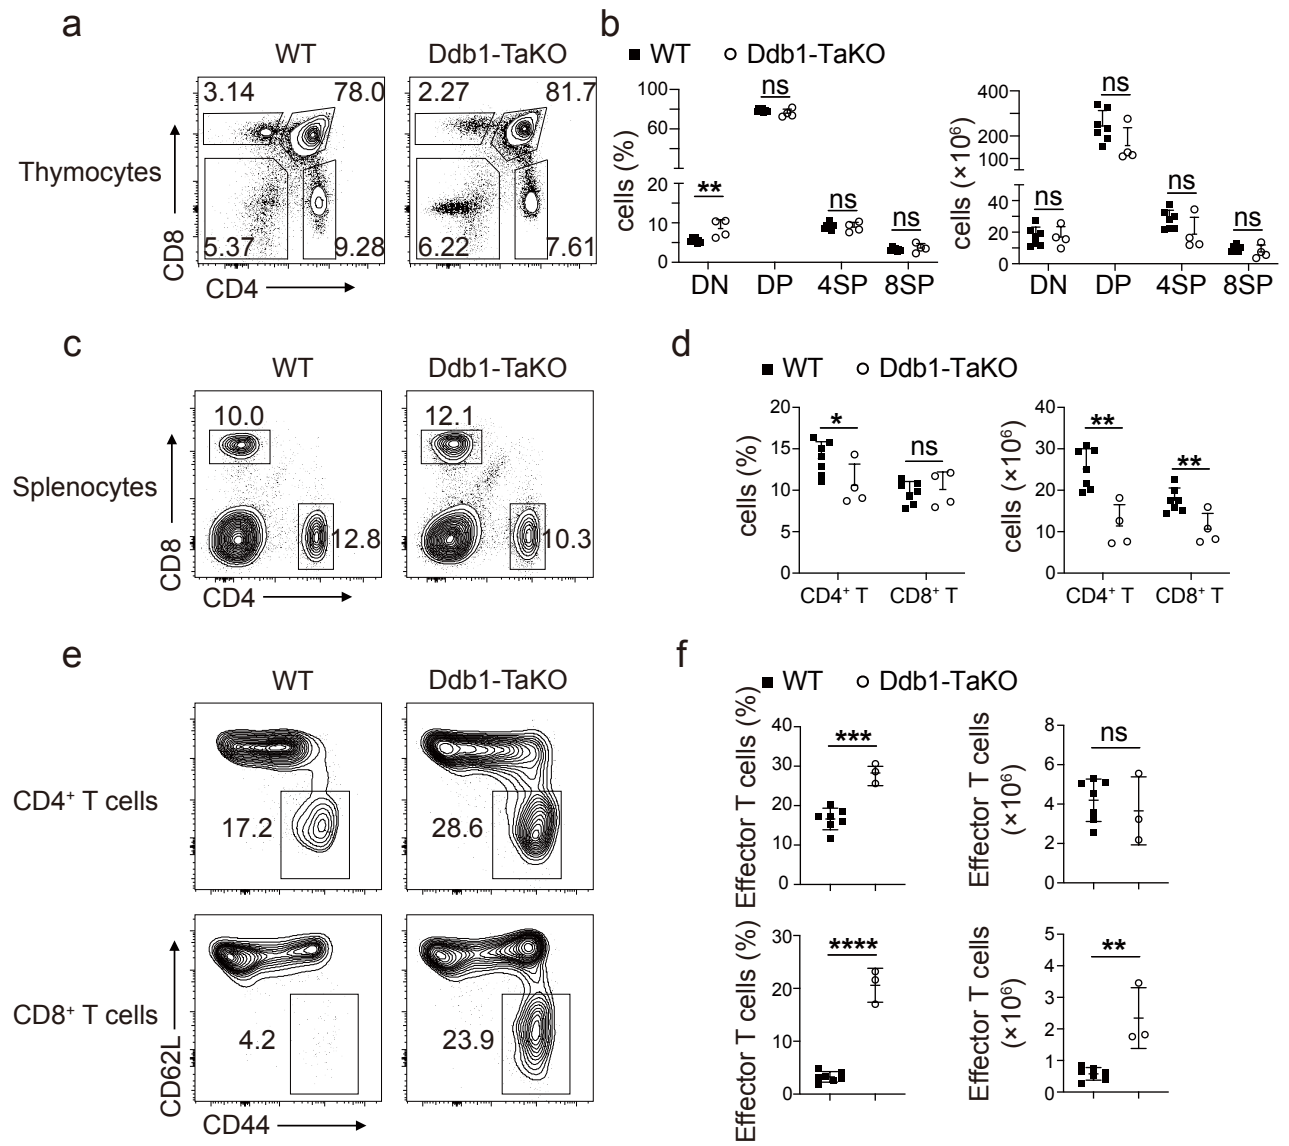 a
WT
Ddb1-TaKO
3.14
78.0
5.37
9.28
2.27
81.7
6.22
7.61
Thymocytes
CD8
CD4
b
WT
Ddb1-TaKO
cells (%)
100
60
20
10
0
**
ns
ns
ns
DN
DP
4SP
8SP
cells (×10⁶)
400
200
100
40
20
0
ns
ns
ns
ns
DN
DP
4SP
8SP
c
WT
Ddb1-TaKO
10.0
12.8
12.1
10.3
Splenocytes
CD8
CD4
d
WT
Ddb1-TaKO
cells (%)
20
15
10
5
0
*
ns
CD4⁺ T
CD8⁺ T
cells (×10⁶)
40
30
20
10
0
**
**
CD4⁺ T
CD8⁺ T
e
WT
Ddb1-TaKO
CD4⁺ T cells
17.2
28.6
CD8⁺ T cells
4.2
23.9
CD62L
CD44
f
WT
Ddb1-TaKO
Effector T cells (%)
40
30
20
10
0
***
Effector T cells
(×10⁶)
8
6
4
2
0
ns
Effector T cells (%)
30
20
10
0
****
Effector T cells
(×10⁶)
5
4
3
2
1
0
**